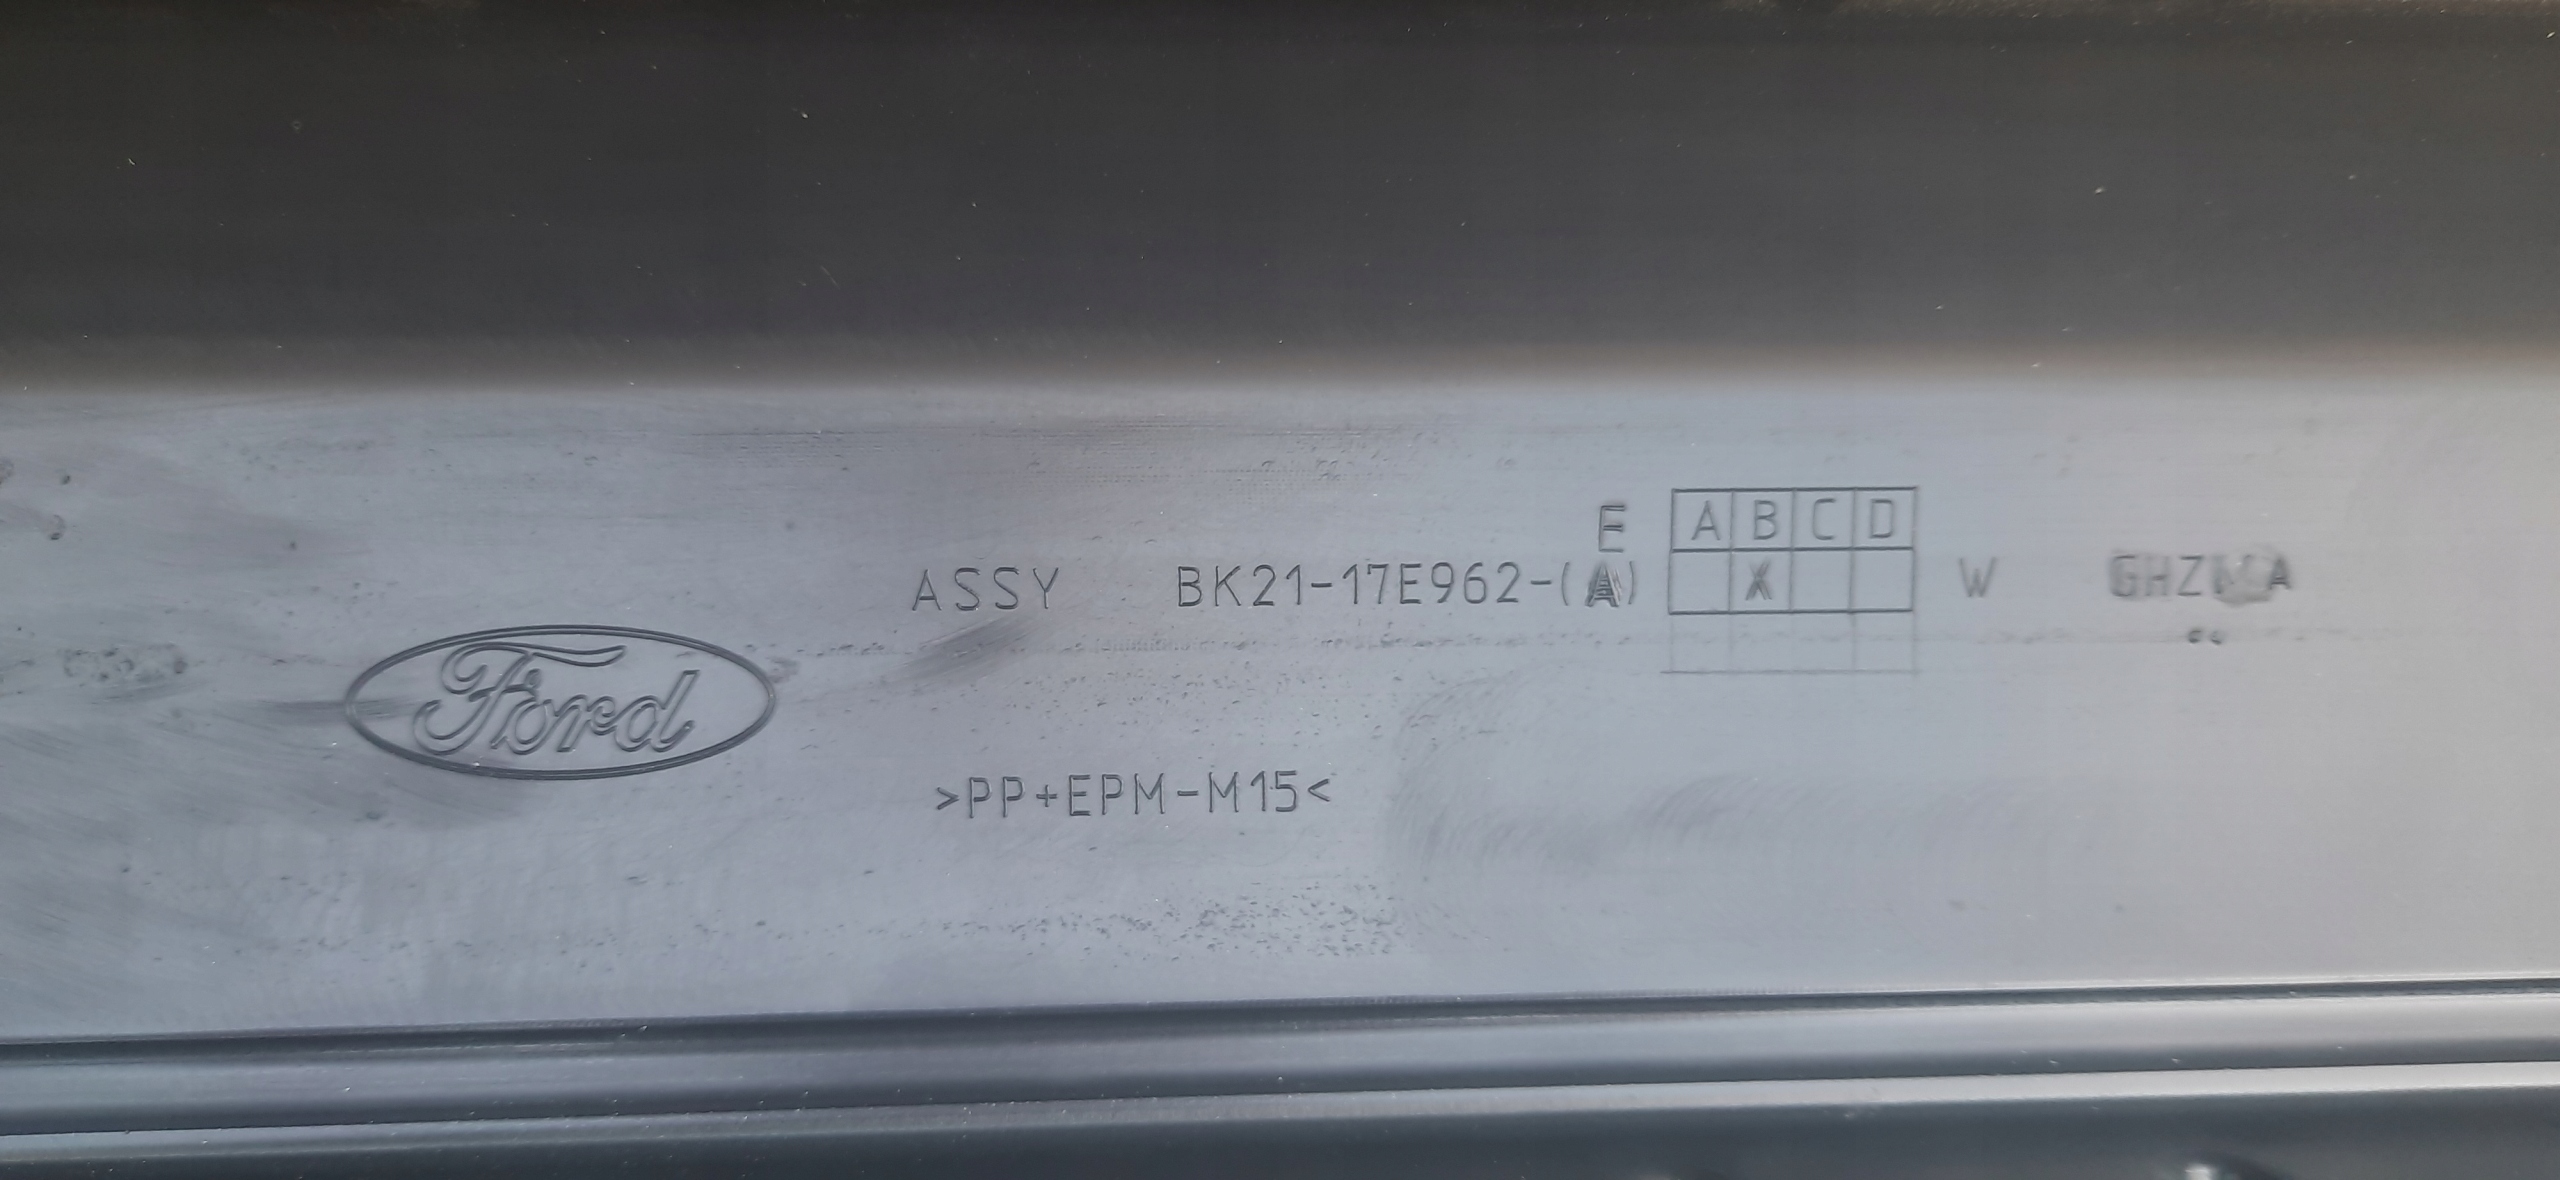 E A B C D
ASSY BK21-17E962-(A) X W
Ford
>PP+EPM-M15<